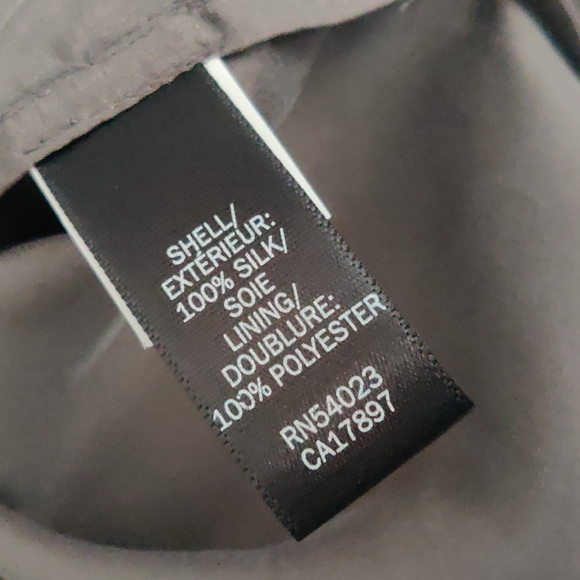 SHELL/
EXTÉRIEUR:
100% SILK/
SOIE
LINING/
DOUBLURE:
100% POLYESTER
RN54023
CA17897